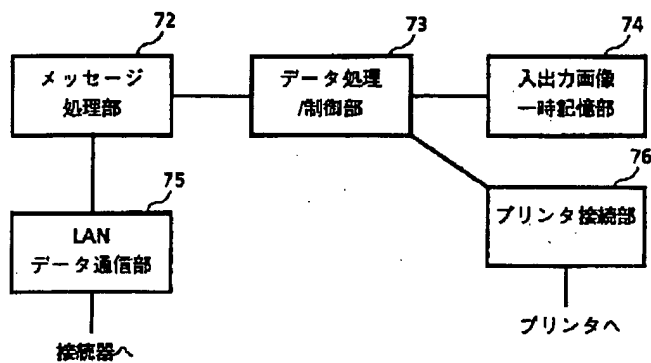 72
メッセージ
処理部
73
データ処理
/制御部
74
入出力画像
一時記憶部
75
LAN
データ通信部
76
プリンタ接続部
接続器へ
プリンタへ